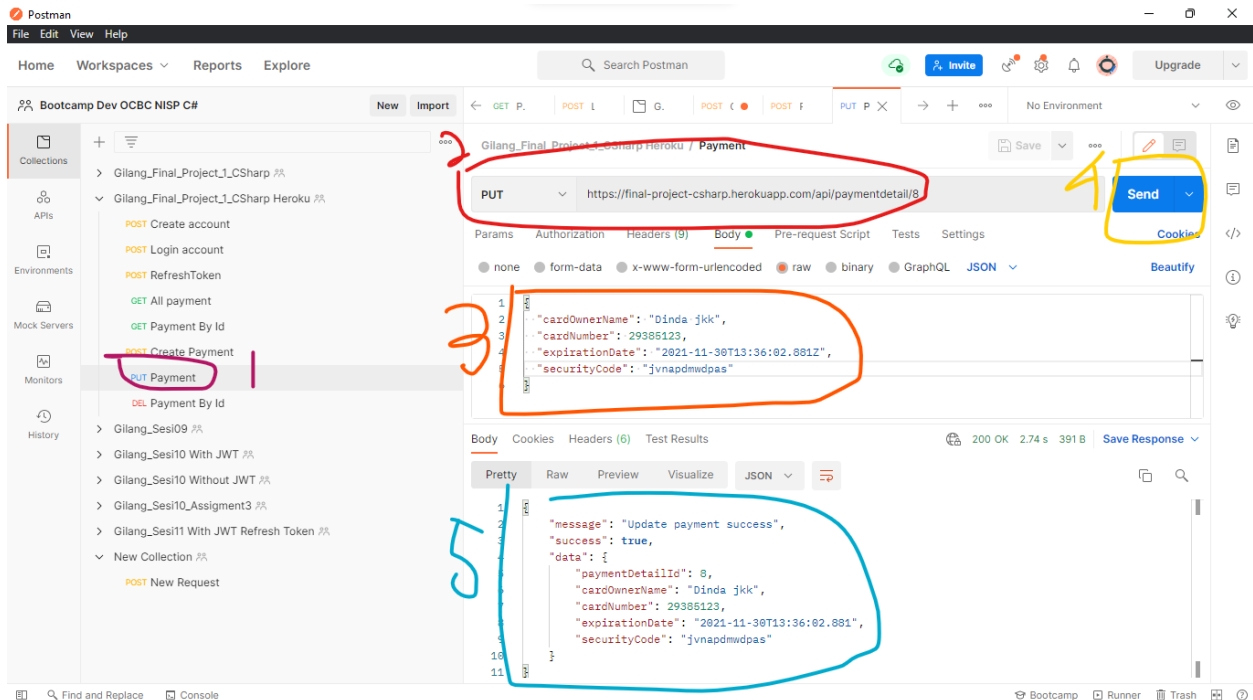 Postman
File Edit View Help
Home Workspaces Reports Explore Search Postman Invite Upgrade
Bootcamp Dev OCBC NISP C# New Import GET P. POST L G. POST ( POST F PUT P No Environment
Collections
APIs
Environments
Mock Servers
Monitors
History
Gilang_Final_Project_1_CSharp
Gilang_Final_Project_1_CSharp Heroku
POST Create account
POST Login account
POST RefreshToken
GET All payment
GET Payment By Id
POST Create Payment
PUT Payment 1
DEL Payment By Id
Gilang_Sesi09
Gilang_Sesi10 With JWT
Gilang_Sesi10 Without JWT
Gilang_Sesi10_Assigment3
Gilang_Sesi11 With JWT Refresh Token
New Collection
POST New Request
2 Gilang_Final_Project_1_CSharp Heroku / Payment Save
PUT https://final-project-csharp.herokuapp.com/api/paymentdetail/8 4 Send
Params Authorization Headers (9) Body Pre-request Script Tests Settings Cookies
none form-data x-www-form-urlencoded raw binary GraphQL JSON Beautify
3
1 {
2 "cardOwnerName": "Dinda jkk",
3 "cardNumber": 29385123,
4 "expirationDate": "2021-11-30T13:36:02.881Z",
5 "securityCode": "jvnapdmwdpas"
6 }
Body Cookies Headers (6) Test Results 200 OK 2.74 s 391 B Save Response
Pretty Raw Preview Visualize JSON
5
1 {
2 "message": "Update payment success",
3 "success": true,
4 "data": {
5 "paymentDetailId": 8,
6 "cardOwnerName": "Dinda jkk",
7 "cardNumber": 29385123,
8 "expirationDate": "2021-11-30T13:36:02.881",
9 "securityCode": "jvnapdmwdpas"
10 }
11 }
Find and Replace Console Bootcamp Runner Trash